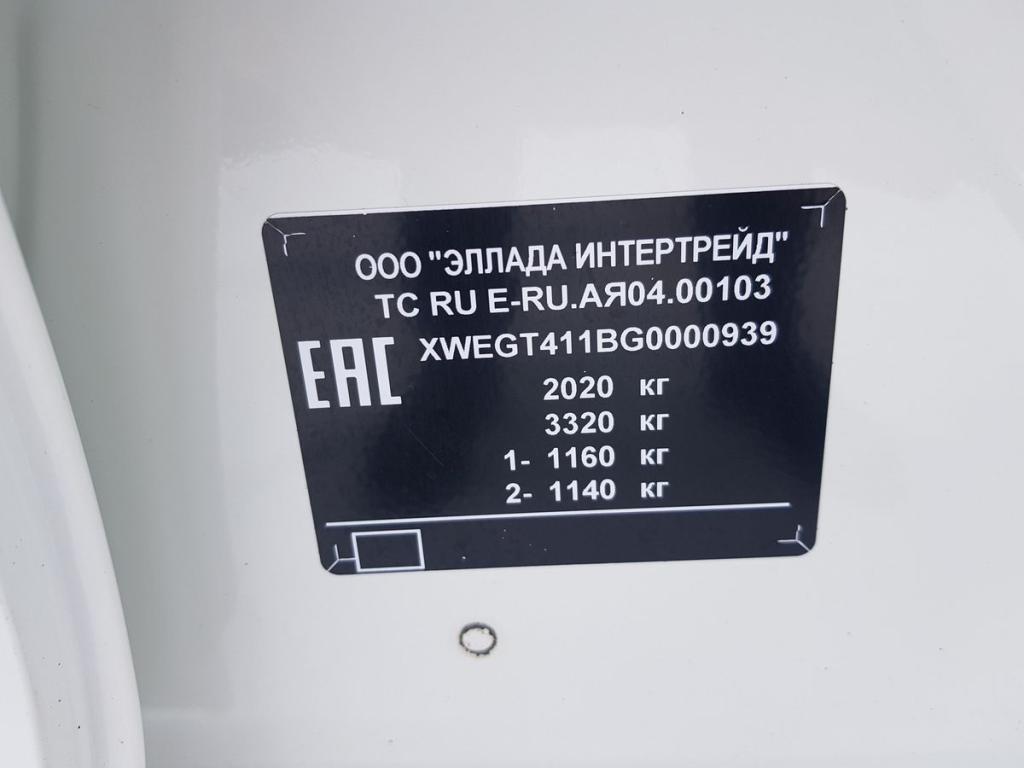 ООО "ЭЛЛАДА ИНТЕРТРЕЙД"
ТС RU E-RU.АЯ04.00103
EAC XWEGT411BG0000939
2020 кг
3320 кг
1- 1160 кг
2- 1140 кг